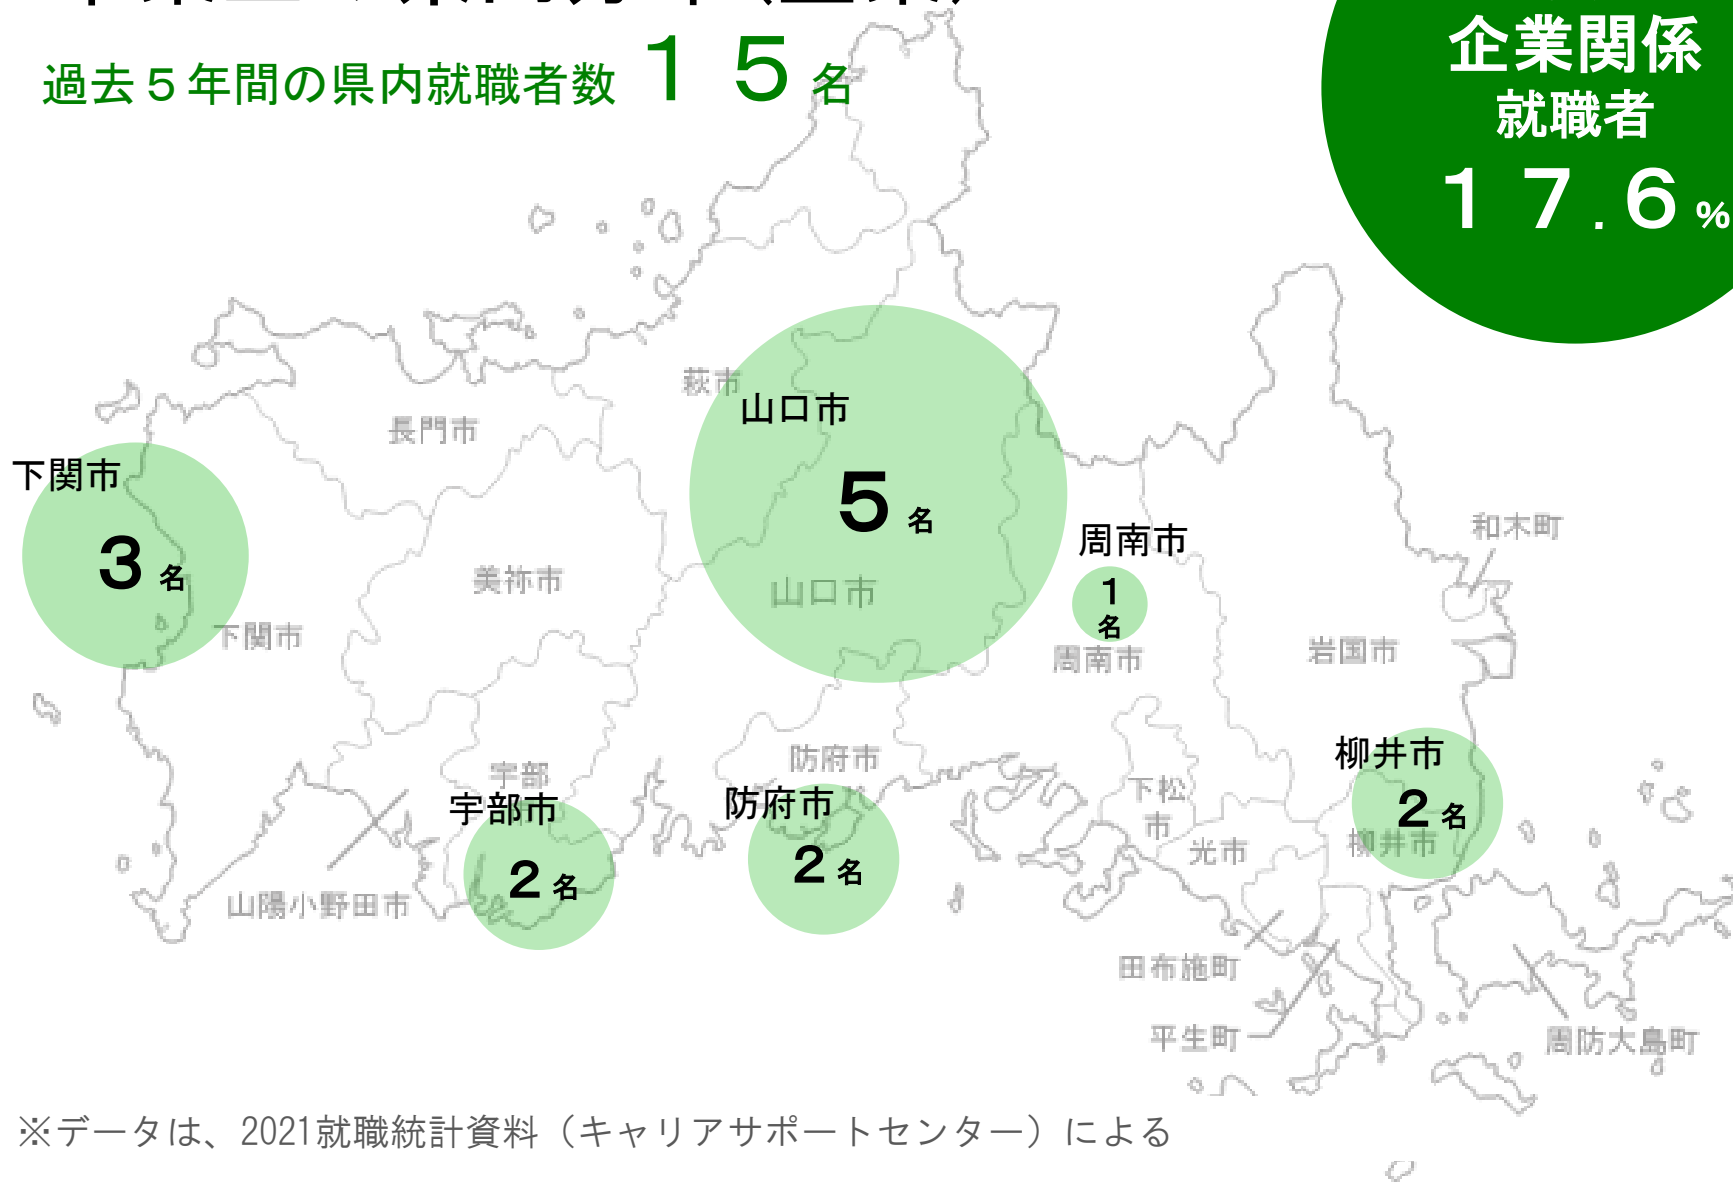 過去５年間の県内就職者数 １５ 名
企業関係
就職者
１７.６ %
萩市
山口市
５ 名
山口市
長門市
下関市
３ 名
下関市
美祢市
周南市
１
名
周南市
和木町
岩国市
柳井市
２ 名
柳井市
宇部
宇部市
２ 名
防府市
防府市
２ 名
下松
市
光市
山陽小野田市
田布施町
平生町
周防大島町
※データは、2021就職統計資料（キャリアサポートセンター）による